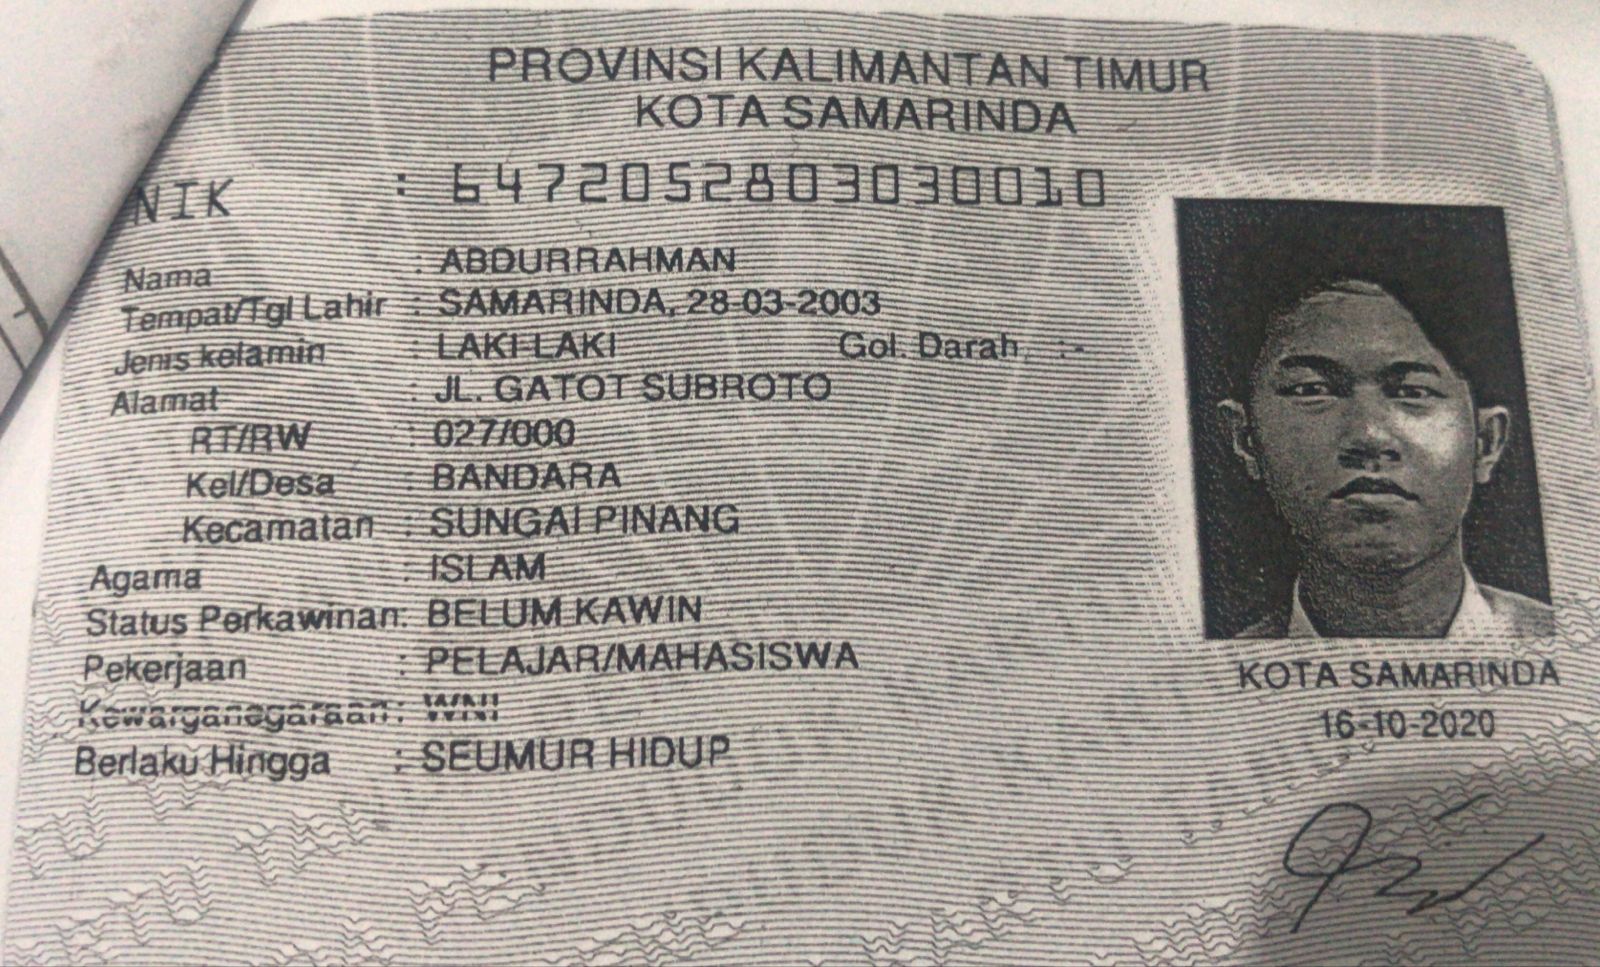 PROVINSI KALIMANTAN TIMUR
KOTA SAMARINDA
NIK : 6472052803030010
Nama : ABDURRAHMAN
Tempat/Tgl Lahir : SAMARINDA, 28-03-2003
Jenis kelamin : LAKI-LAKI Gol. Darah : -
Alamat : JL. GATOT SUBROTO
RT/RW : 027/000
Kel/Desa : BANDARA
Kecamatan : SUNGAI PINANG
Agama : ISLAM
Status Perkawinan: BELUM KAWIN
Pekerjaan : PELAJAR/MAHASISWA
Kewarganegaraan: WNI
Berlaku Hingga : SEUMUR HIDUP
KOTA SAMARINDA
16-10-2020